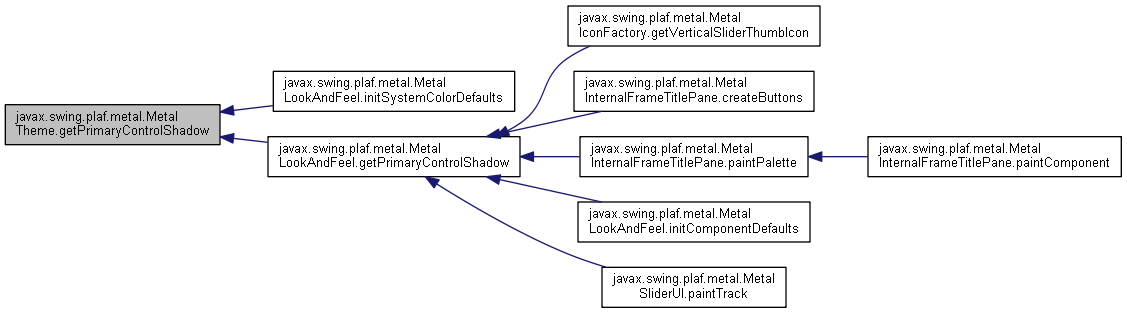 javax.swing.plaf.metal.Metal
Theme.getPrimaryControlShadow
javax.swing.plaf.metal.Metal
LookAndFeel.initSystemColorDefaults
javax.swing.plaf.metal.Metal
LookAndFeel.getPrimaryControlShadow
javax.swing.plaf.metal.Metal
IconFactory.getVerticalSliderThumbIcon
javax.swing.plaf.metal.Metal
InternalFrameTitlePane.createButtons
javax.swing.plaf.metal.Metal
InternalFrameTitlePane.paintPalette
javax.swing.plaf.metal.Metal
InternalFrameTitlePane.paintComponent
javax.swing.plaf.metal.Metal
LookAndFeel.initComponentDefaults
javax.swing.plaf.metal.Metal
SliderUI.paintTrack